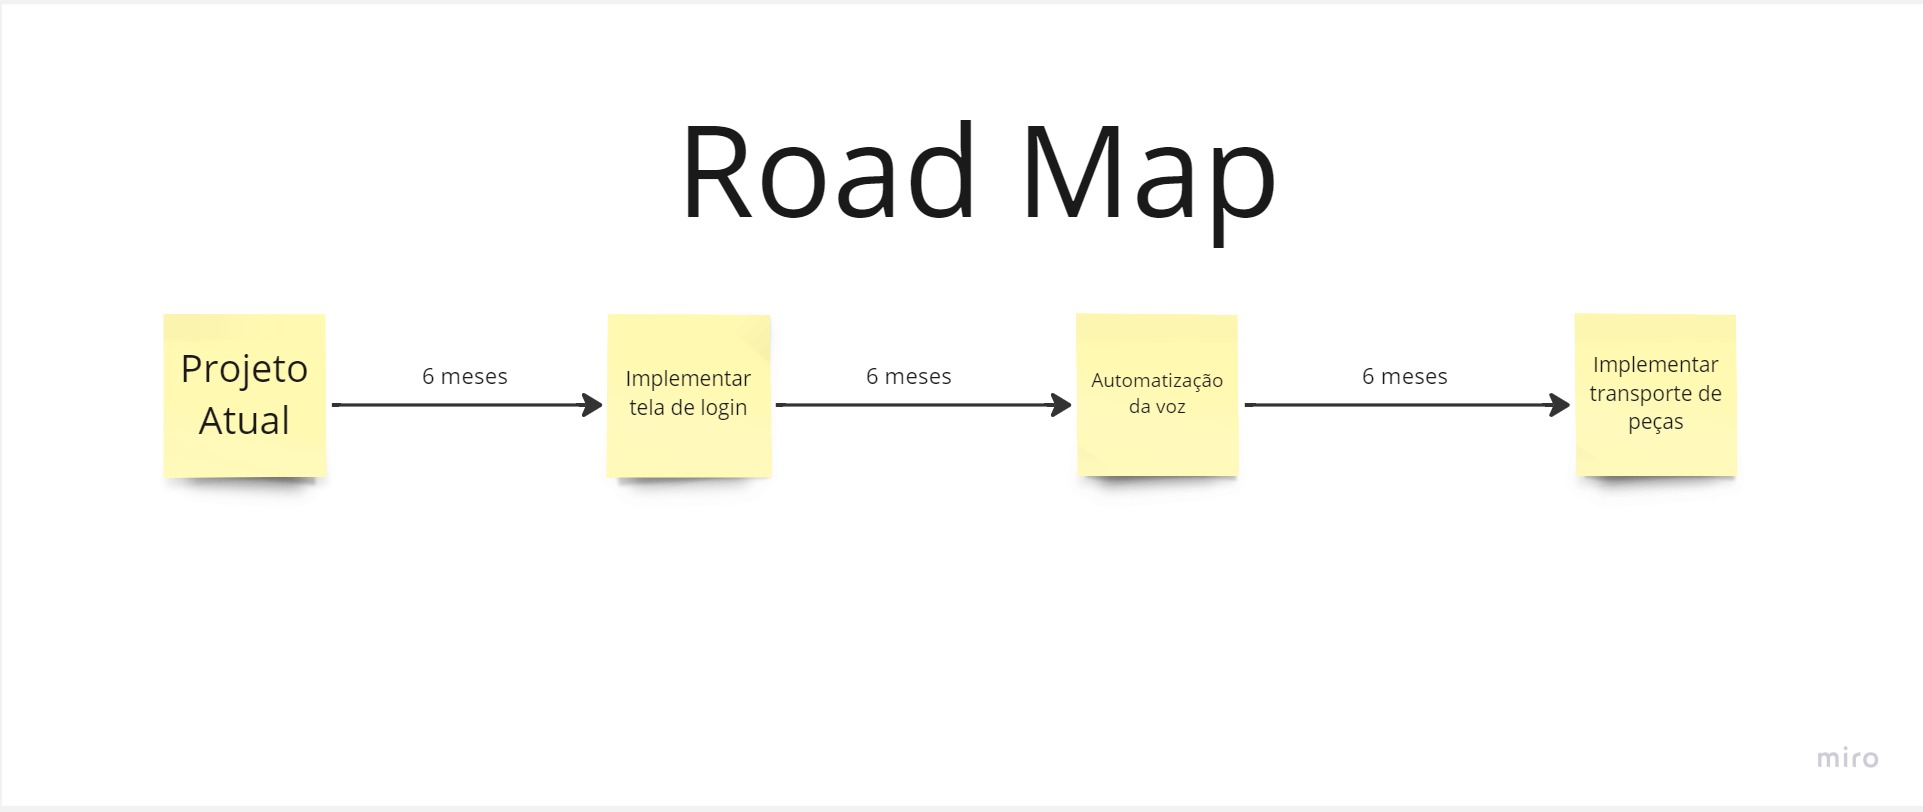 Road Map
Projeto
Atual
6 meses
Implementar
tela de login
6 meses
Automatização
da voz
6 meses
Implementar
transporte de
peças
miro